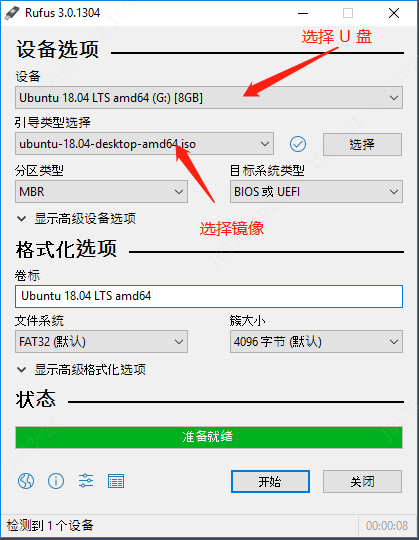 Rufus 3.0.1304
选择 U 盘
设备选项
设备
Ubuntu 18.04 LTS amd64 (G:) [8GB]
引导类型选择
ubuntu-18.04-desktop-amd64.iso
选择
分区类型
目标系统类型
MBR
BIOS 或 UEFI
显示高级设备选项
选择镜像
格式化选项
卷标
Ubuntu 18.04 LTS amd64
文件系统
簇大小
FAT32 (默认)
4096 字节 (默认)
显示高级格式化选项
状态
准备就绪
开始
关闭
检测到 1 个设备
00:00:08